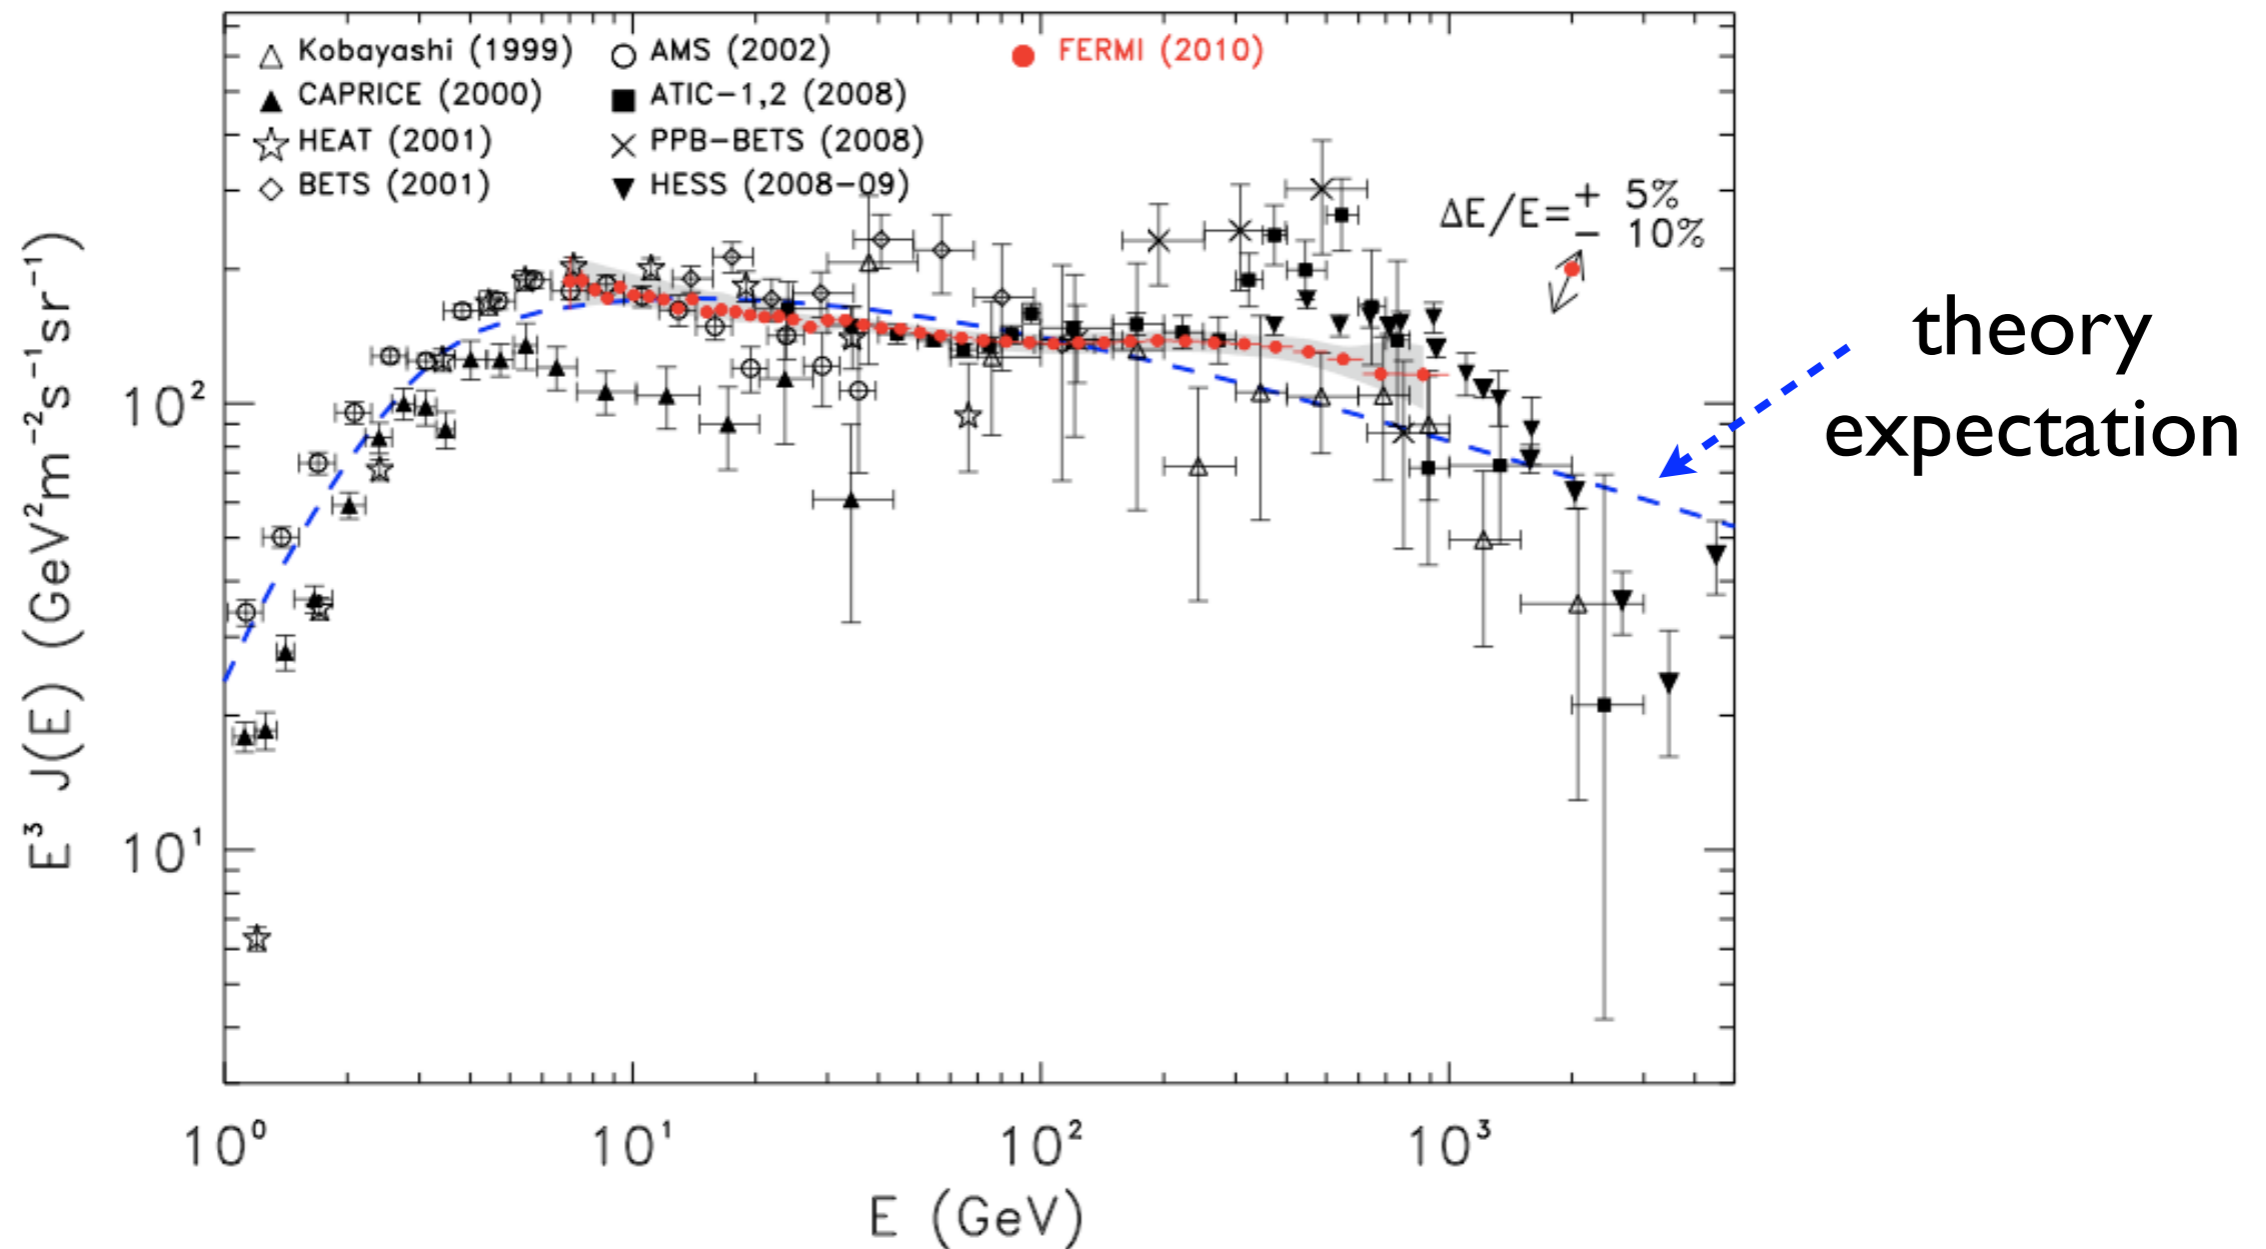 △ Kobayashi (1999)
▲ CAPRICE (2000)
☆ HEAT (2001)
◇ BETS (2001)
○ AMS (2002)
■ ATIC−1,2 (2008)
× PPB−BETS (2008)
▼ HESS (2008−09)
● FERMI (2010)
ΔE/E=+ 5%
− 10%
theory
expectation
E³ J(E) (GeV²m⁻²s⁻¹sr⁻¹)
10²
10¹
10⁰ 10¹ 10² 10³
E (GeV)